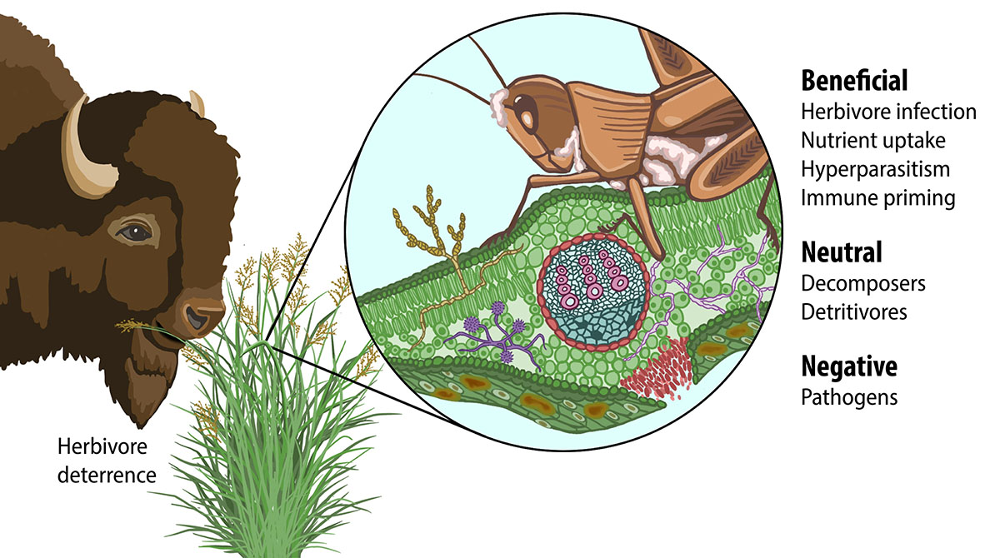 Beneficial
Herbivore infection
Nutrient uptake
Hyperparasitism
Immune priming
Neutral
Decomposers
Detritivores
Negative
Pathogens
Herbivore
deterrence